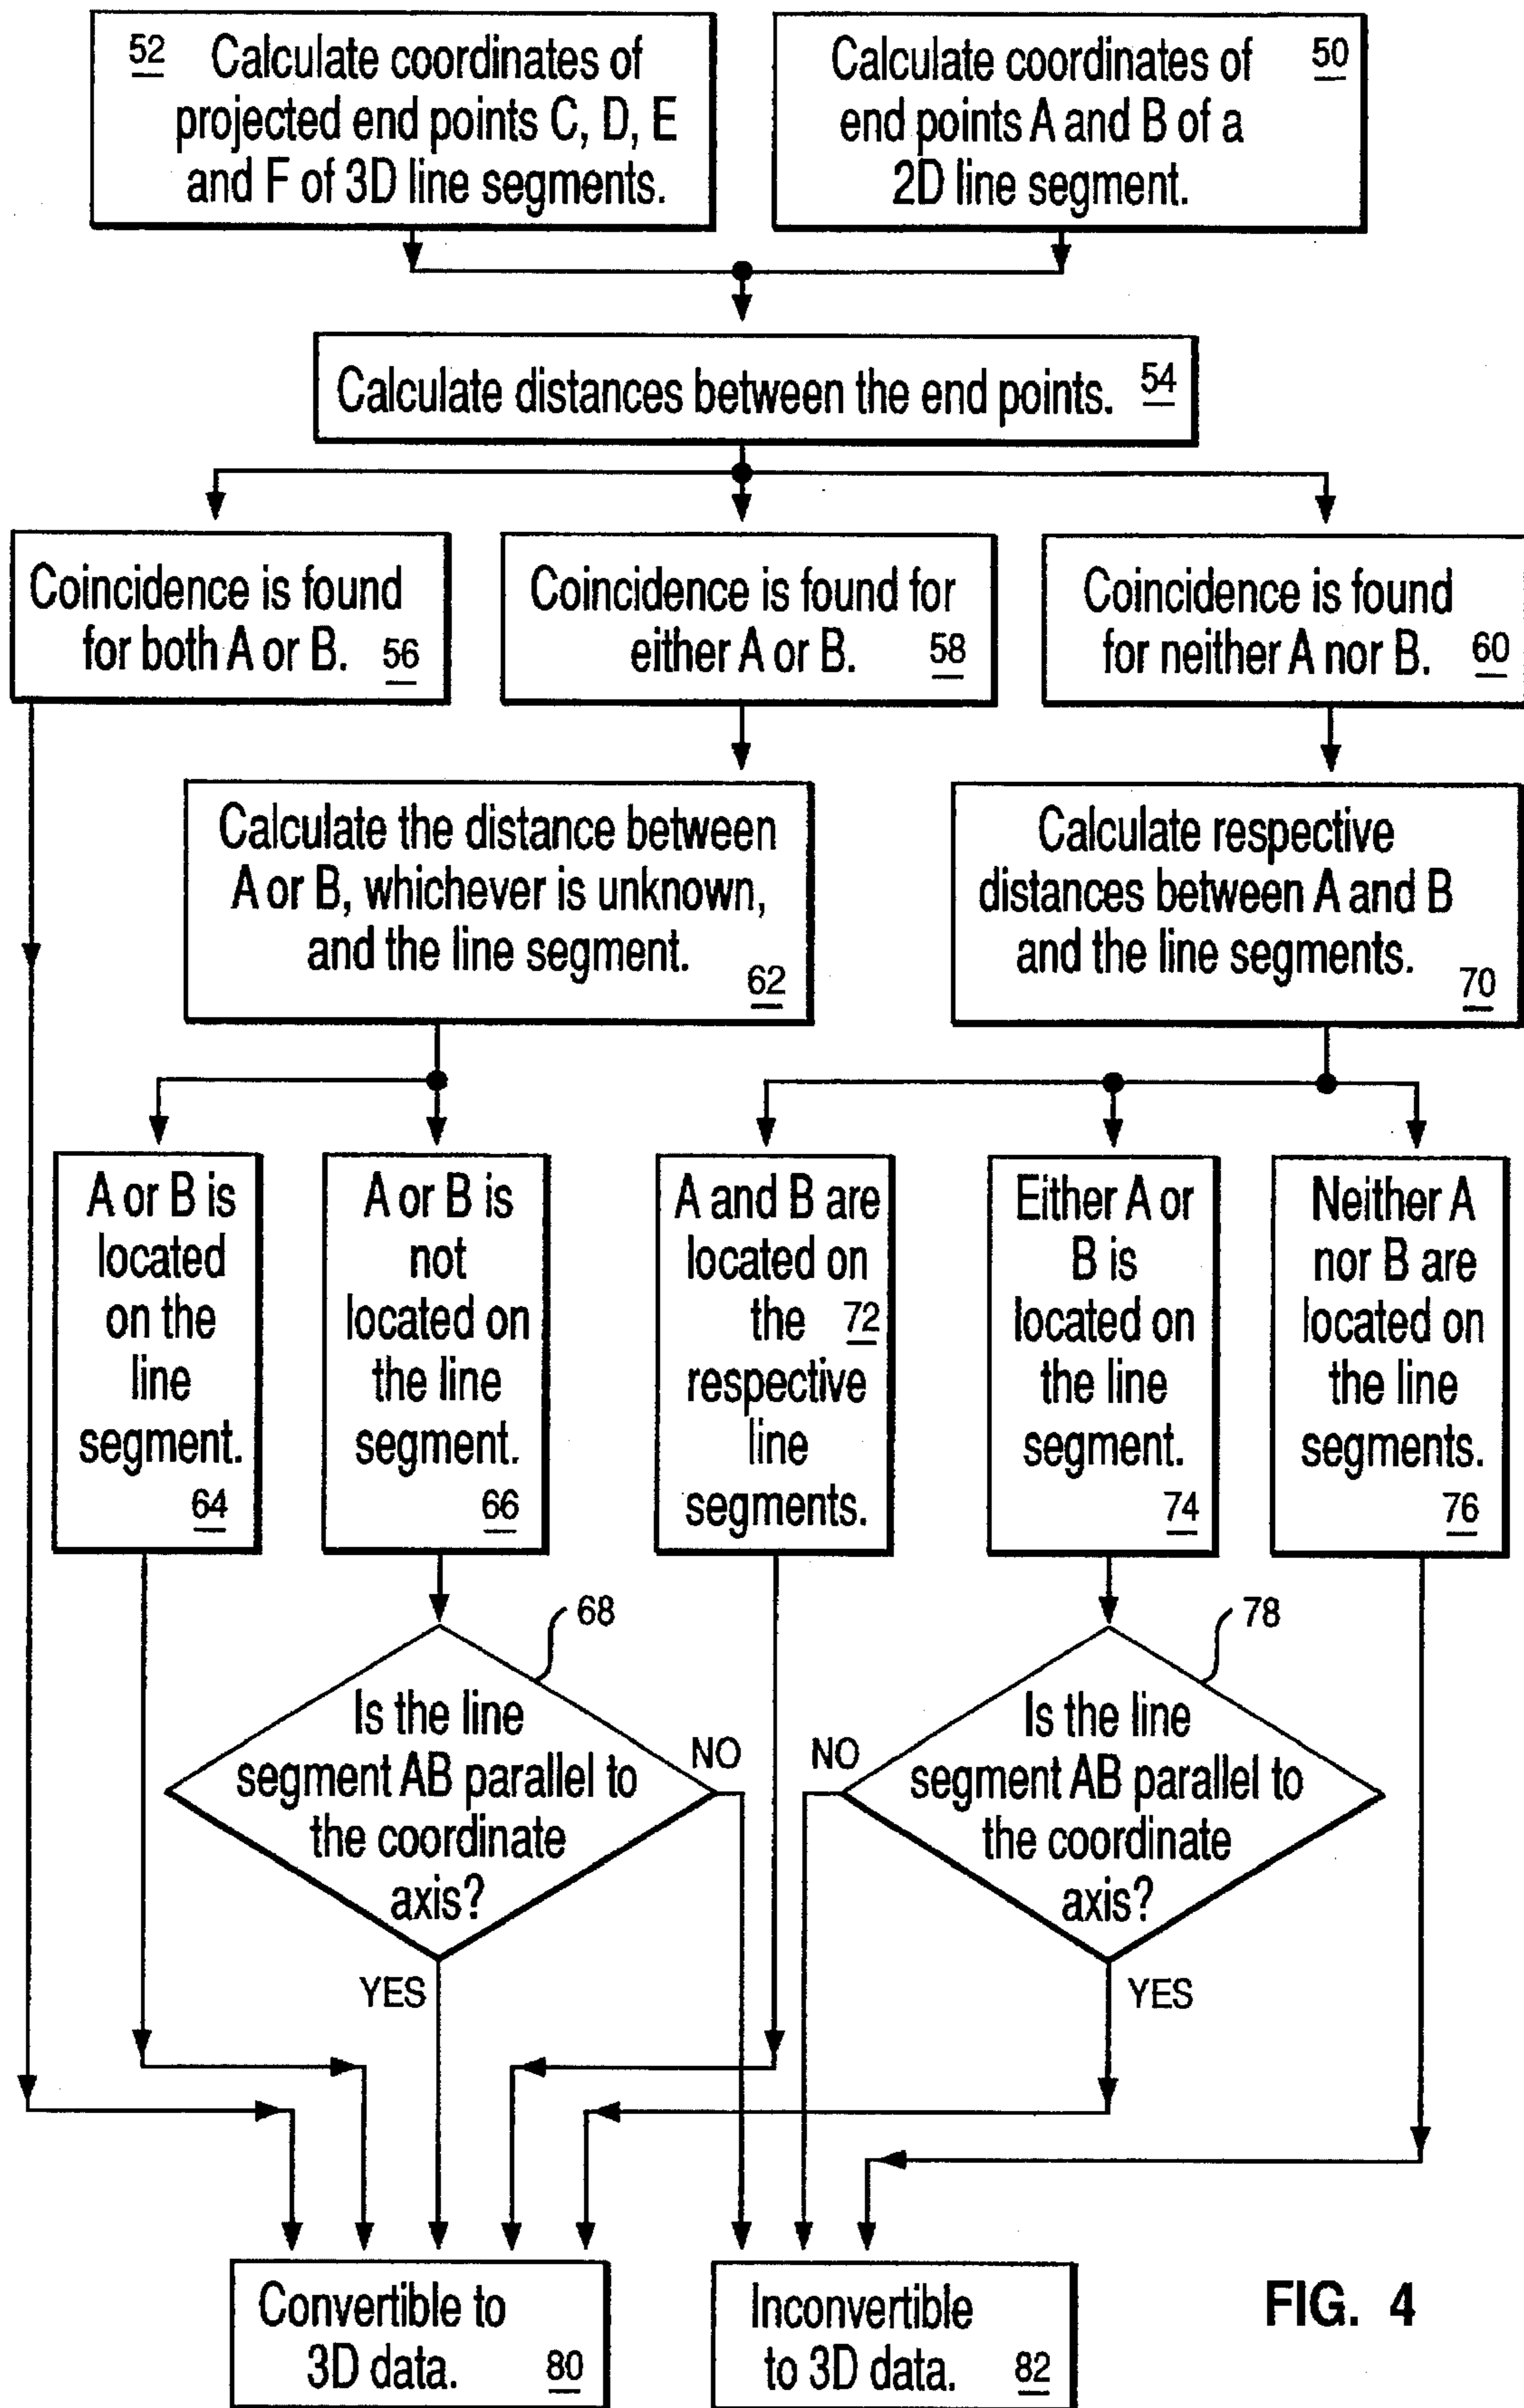 52 Calculate coordinates of
projected end points C, D, E
and F of 3D line segments.
Calculate coordinates of 50
end points A and B of a
2D line segment.
Calculate distances between the end points. 54
Coincidence is found
for both A or B. 56
Coincidence is found for
either A or B. 58
Coincidence is found
for neither A nor B. 60
Calculate the distance between
A or B, whichever is unknown,
and the line segment.
62
Calculate respective
distances between A and B
and the line segments.
70
A or B is
located
on the
line
segment.
64
A or B is
not
located on
the line
segment.
66
A and B are
located on
the 72
respective
line
segments.
Either A or
B is
located on
the line
segment.
74
Neither A
nor B are
located on
the line
segments.
76
68
Is the line
segment AB parallel to
the coordinate
axis?
NO
YES
78
Is the line
segment AB parallel to
the coordinate
axis?
NO
YES
Convertible to
3D data. 80
Inconvertible
to 3D data. 82
FIG. 4